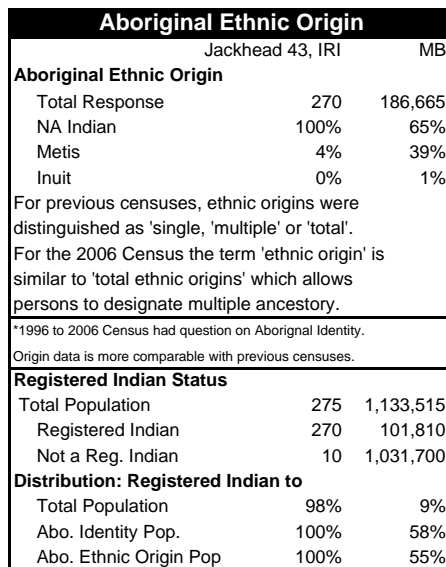 Aboriginal Ethnic Origin
Jackhead 43, IRI MB
Aboriginal Ethnic Origin
Total Response 270 186,665
NA Indian 100% 65%
Metis 4% 39%
Inuit 0% 1%
For previous censuses, ethnic origins were
distinguished as 'single, 'multiple' or 'total'.
For the 2006 Census the term 'ethnic origin' is
similar to 'total ethnic origins' which allows
persons to designate multiple ancestory.
*1996 to 2006 Census had question on Aborignal Identity.
Origin data is more comparable with previous censuses.
Registered Indian Status
Total Population 275 1,133,515
Registered Indian 270 101,810
Not a Reg. Indian 10 1,031,700
Distribution: Registered Indian to
Total Population 98% 9%
Abo. Identity Pop. 100% 58%
Abo. Ethnic Origin Pop 100% 55%